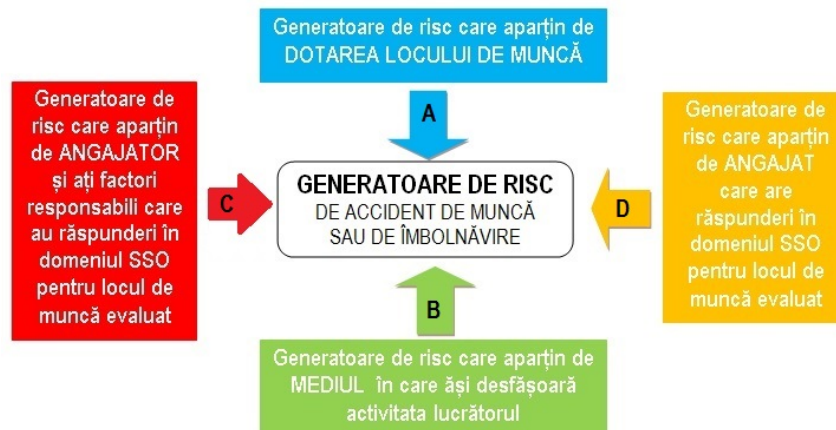 Generatoare de risc care aparțin de
DOTAREA LOCULUI DE MUNCĂ
A
Generatoare de
risc care aparțin
de ANGAJATOR
și ați factori
responsabili care
au răspunderi în
domeniul SSO
pentru locul de
muncă evaluat
C
GENERATOARE DE RISC
DE ACCIDENT DE MUNCĂ
SAU DE ÎMBOLNĂVIRE
D
Generatoare de
risc care aparțin
de ANGAJAT
care are
răspunderi în
domeniul SSO
pentru locul de
muncă evaluat
B
Generatoare de risc care aparțin de
MEDIUL în care ăși desfășoară
activitata lucrătorul